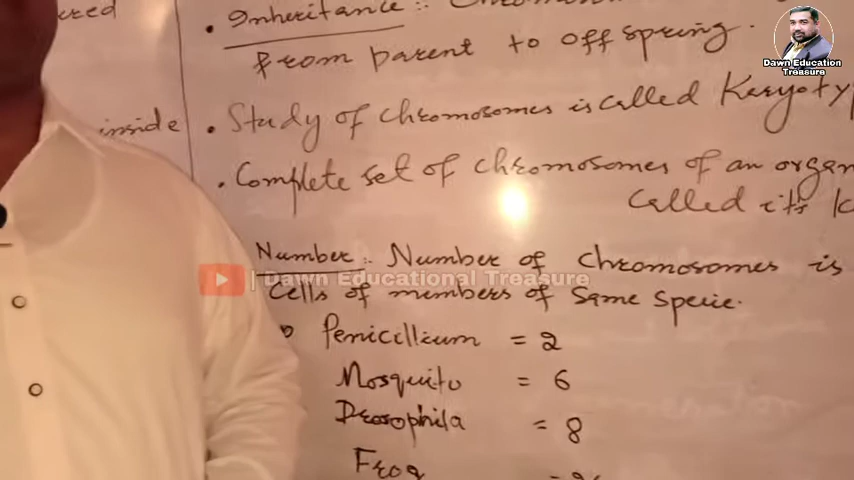 Dawn Education
Treasure
Inheritance :-
from parent to offspring.
inside
• Study of chromosomes is called Karyotyp
• Complete set of chromosomes of an organ
called its k
Number :- Number of chromosomes is
cells of members of same specie.
| Dawn Educational Treasure
Penicillium = 2
Mosquito = 6
Drosophila = 8
Frog